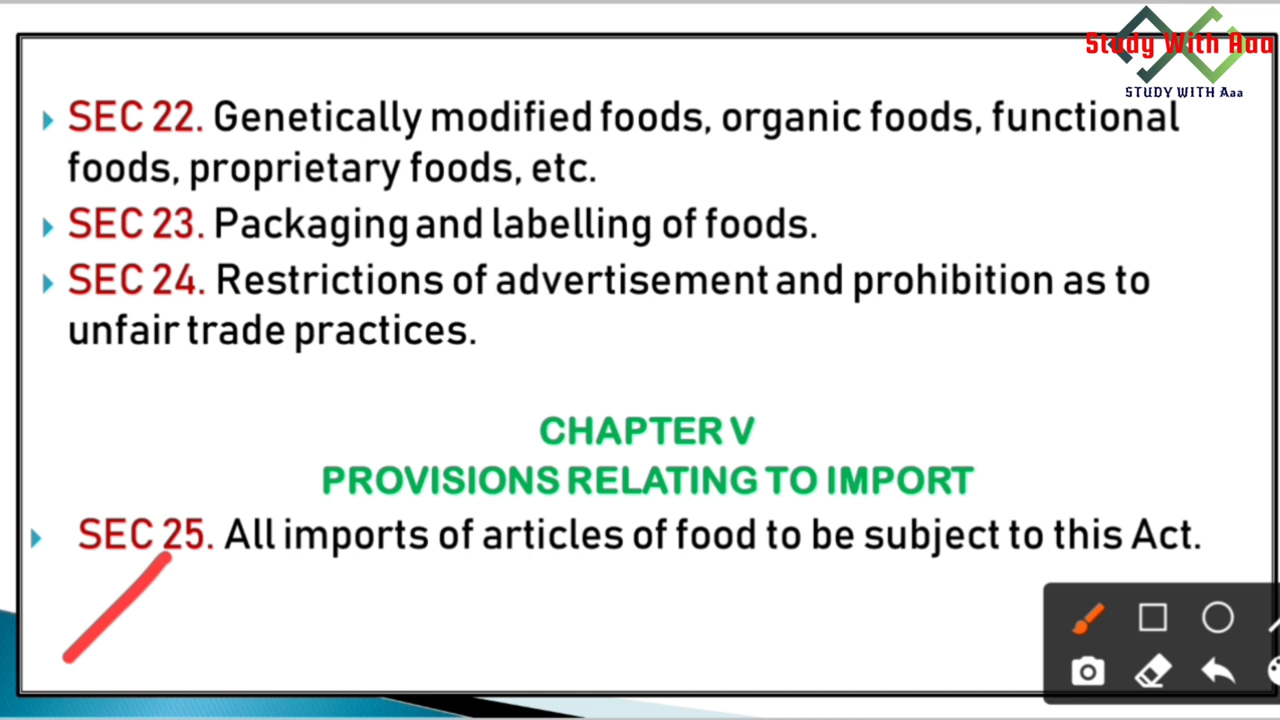 Study With Aaa
STUDY WITH Aaa
SEC 22. Genetically modified foods, organic foods, functional
foods, proprietary foods, etc.
SEC 23. Packaging and labelling of foods.
SEC 24. Restrictions of advertisement and prohibition as to
unfair trade practices.
CHAPTER V
PROVISIONS RELATING TO IMPORT
SEC 25. All imports of articles of food to be subject to this Act.